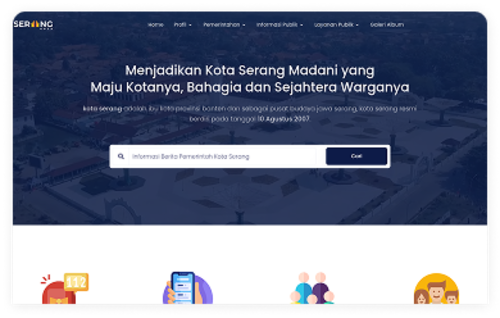 SERANG
Home Profil Pemerintahan Informasi Publik Layanan Publik Galeri Album
Menjadikan Kota Serang Madani yang
Maju Kotanya, Bahagia dan Sejahtera Warganya
kota serang adalah ibu kota provinsi banten dan sebagai pusat budaya jawa serang, kota serang resmi
berdiri pada tanggal 10 Agustus 2007
Informasi Berita Pemerintah Kota Serang Cari
112